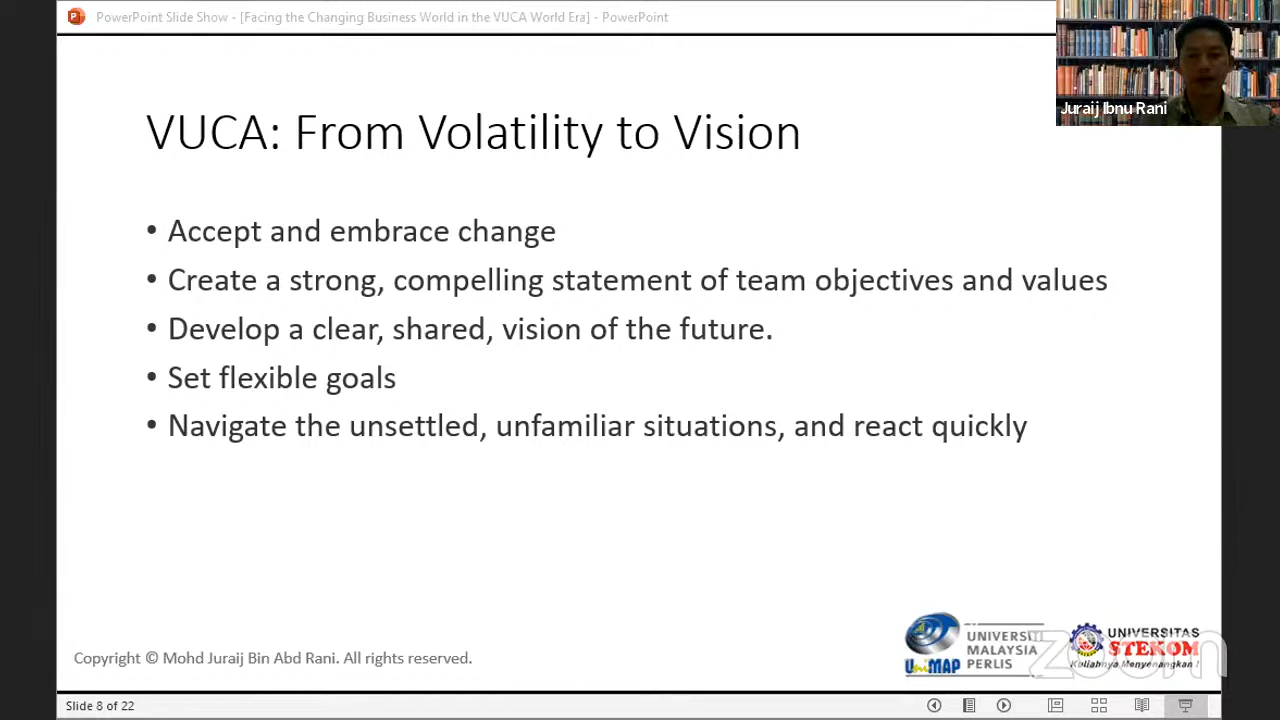 PowerPoint Slide Show - [Facing the Changing Business World in the VUCA World Era] - PowerPoint
Juraij Ibnu Rani
VUCA: From Volatility to Vision
• Accept and embrace change
• Create a strong, compelling statement of team objectives and values
• Develop a clear, shared, vision of the future.
• Set flexible goals
• Navigate the unsettled, unfamiliar situations, and react quickly
Copyright © Mohd Juraij Bin Abd Rani. All rights reserved.
UniMAP
UNIVERSITI
MALAYSIA
PERLIS
UNIVERSITAS
STEKOM
Kuliahnya Menyenangkan !
zoom
Slide 8 of 22